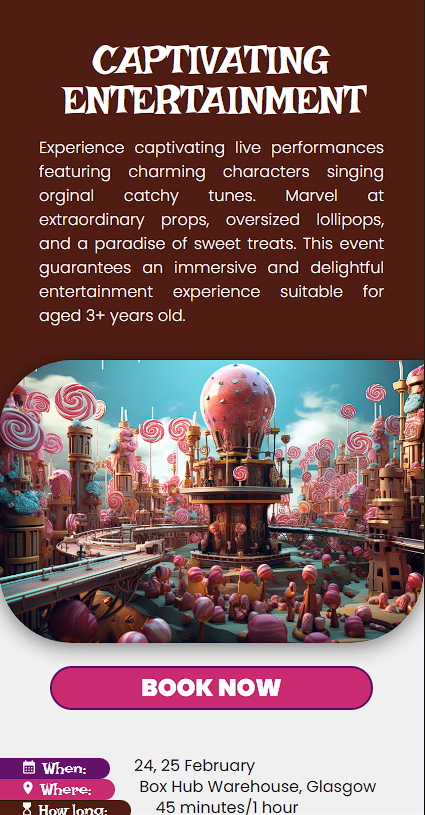 CAPTIVATING
ENTERTAINMENT
Experience captivating live performances
featuring charming characters singing
orginal catchy tunes. Marvel at
extraordinary props, oversized lollipops,
and a paradise of sweet treats. This event
guarantees an immersive and delightful
entertainment experience suitable for
aged 3+ years old.
BOOK NOW
When: 24, 25 February
Where: Box Hub Warehouse, Glasgow
How long: 45 minutes/1 hour